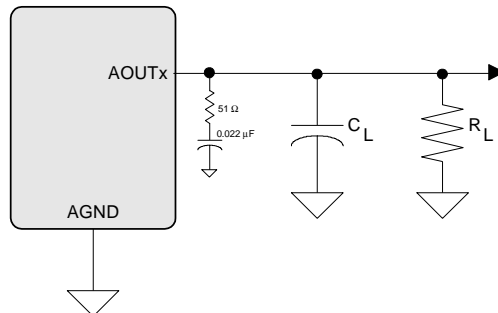 AOUTx
51 Ω
0.022 µF
C L
R L
AGND